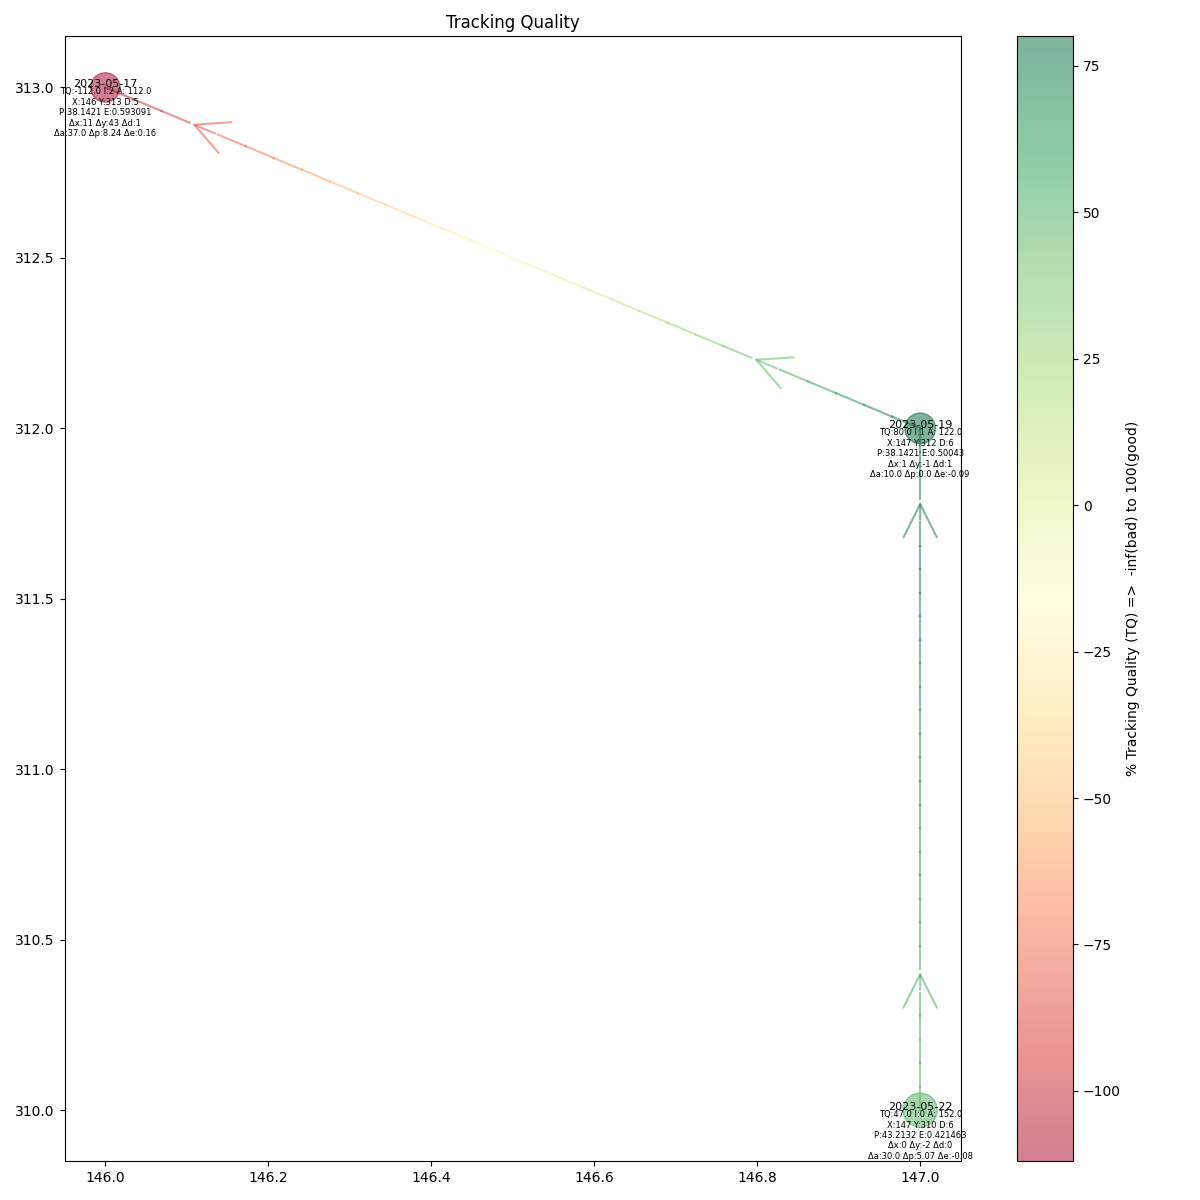 Tracking Quality
313.0
312.5
312.0
311.5
311.0
310.5
310.0
146.0
146.2
146.4
146.6
146.8
147.0
2023-05-17
TQ:-112.0 I:2 A: 112.0
X:146 Y:313 D:5
P:38.1421 E:0.593091
Δx:11 Δy:43 Δd:1
Δa:37.0 Δp:8.24 Δe:0.16
2023-05-19
TQ:80.0 I:1 A: 122.0
X:147 Y:312 D:6
P:38.1421 E:0.50043
Δx:1 Δy:-1 Δd:1
Δa:10.0 Δp:0.0 Δe:-0.09
2023-05-22
TQ:47.0 I:0 A: 152.0
X:147 Y:310 D:6
P:43.2132 E:0.421463
Δx:0 Δy:-2 Δd:0
Δa:30.0 Δp:5.07 Δe:-0.08
75
50
25
0
−25
−50
−75
−100
% Tracking Quality (TQ) => -inf(bad) to 100(good)